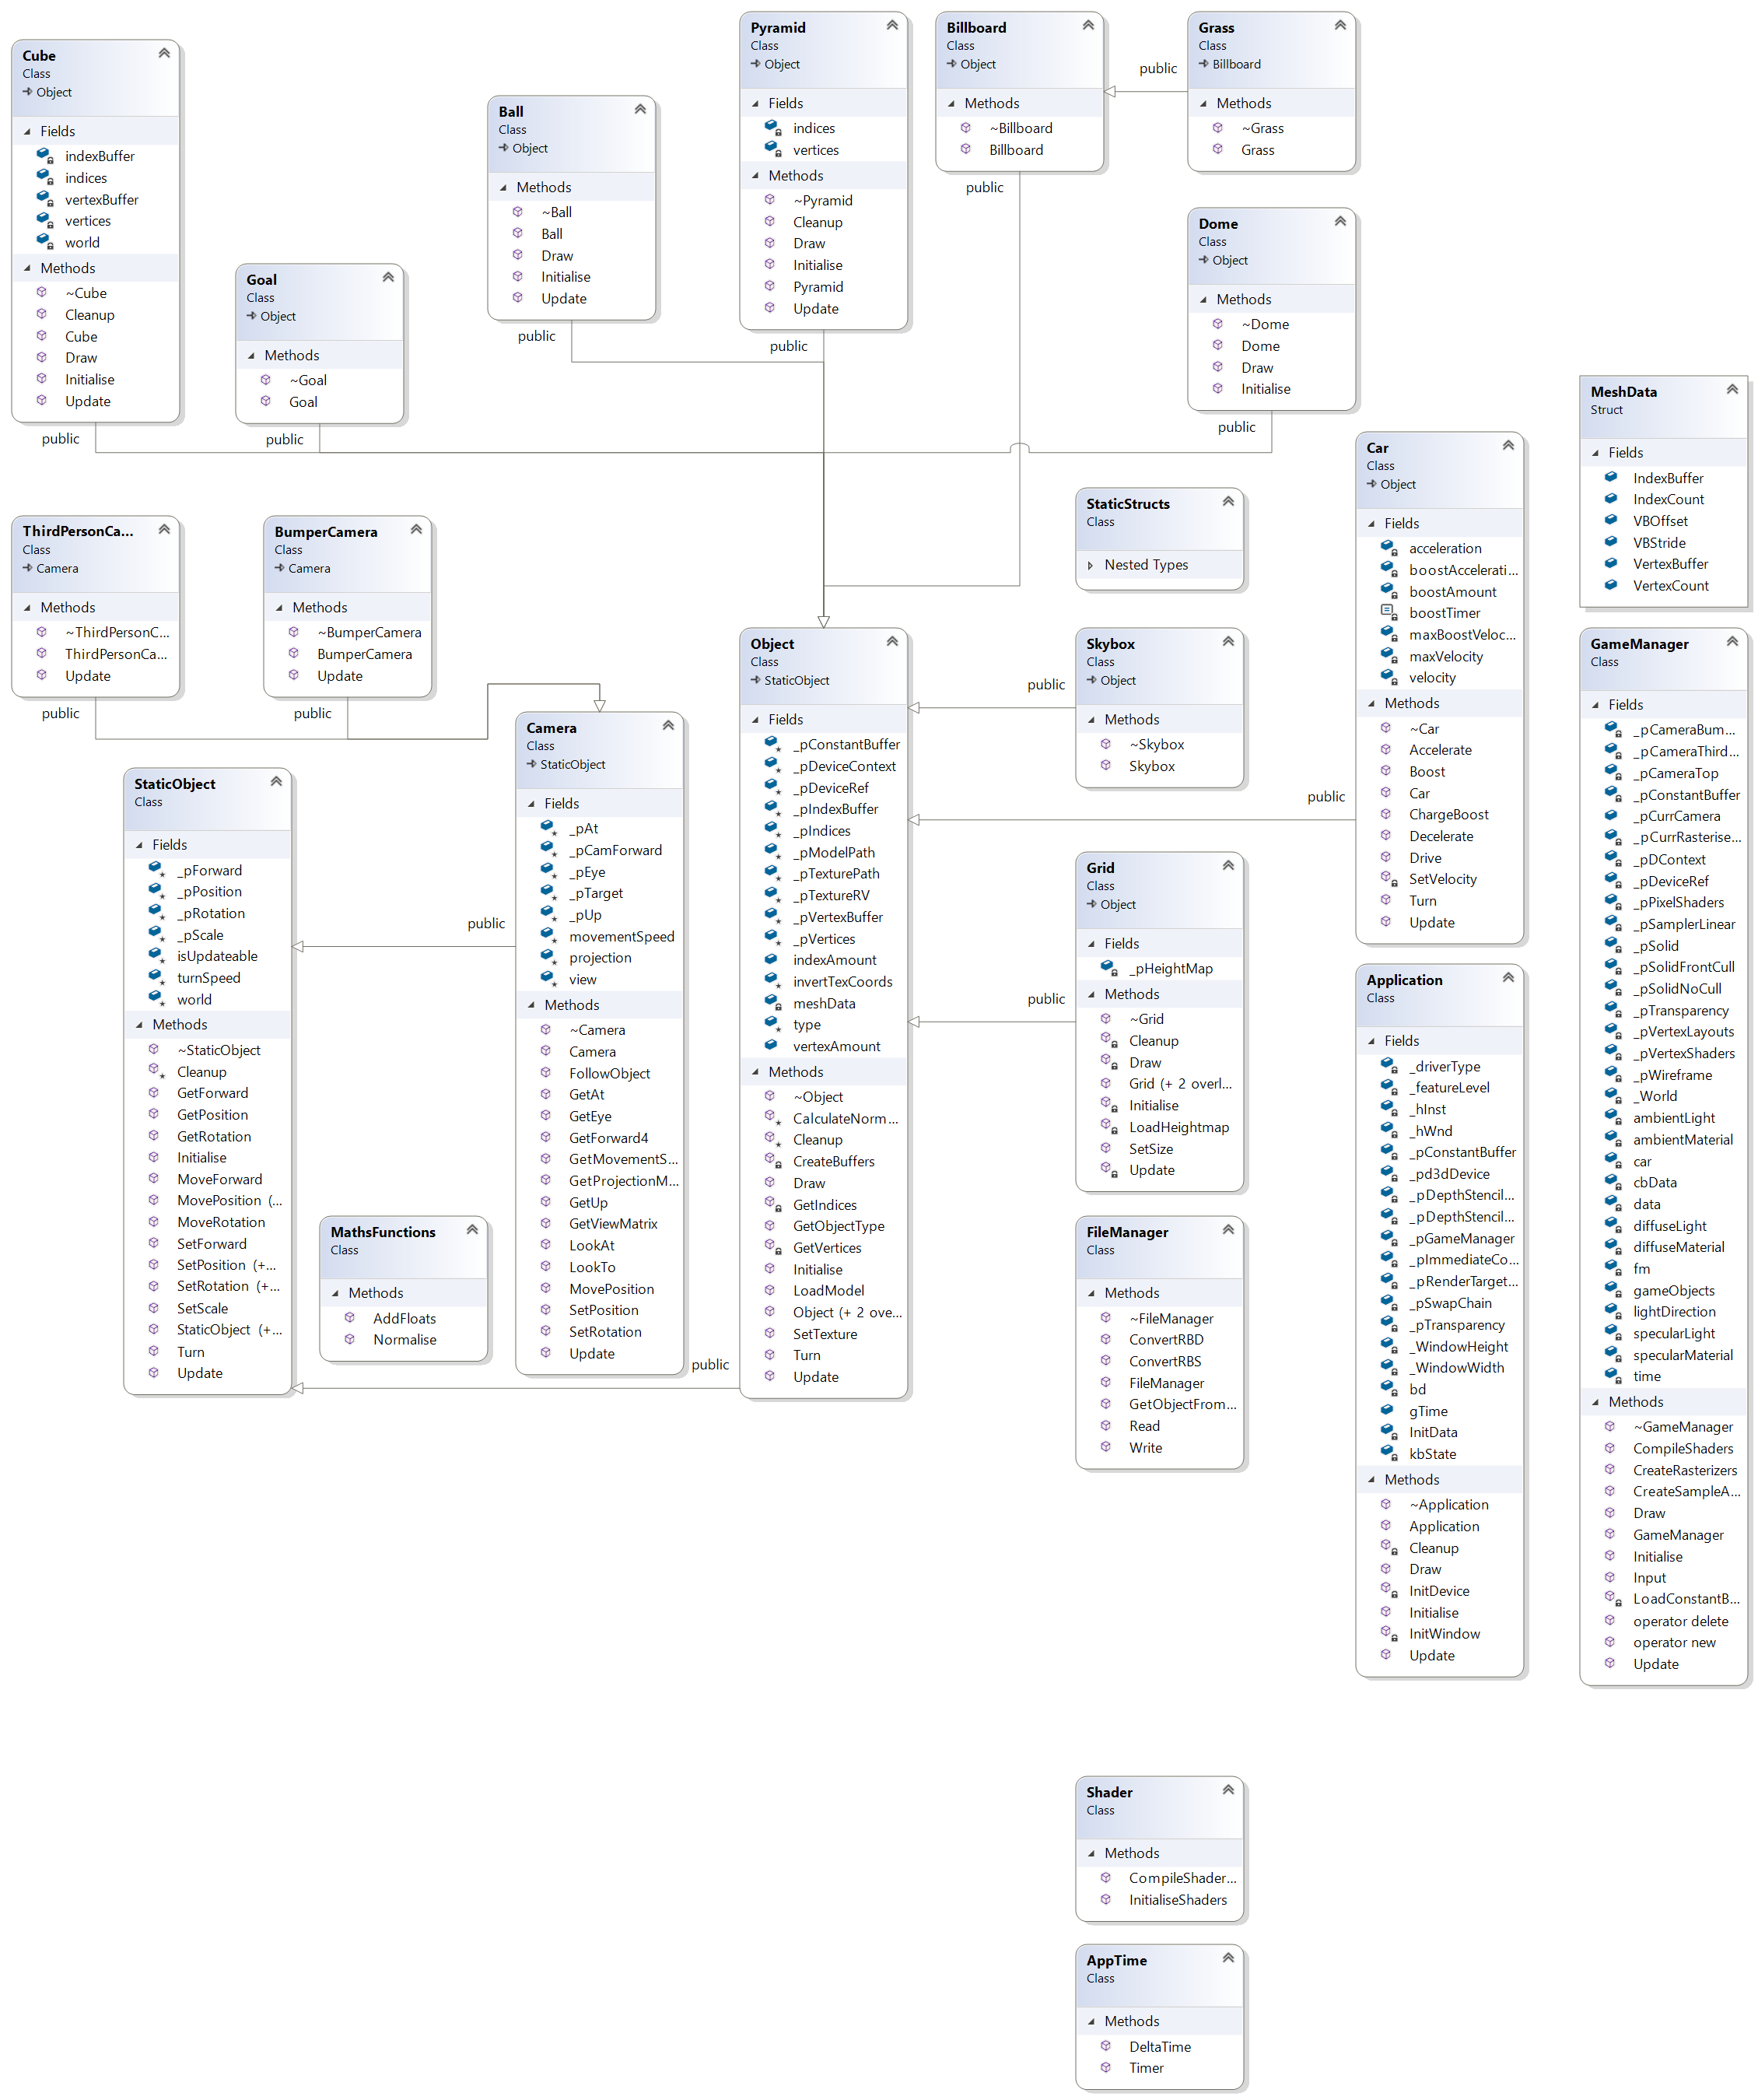 Cube
Class
Object
Fields
indexBuffer
indices
vertexBuffer
vertices
world
Methods
~Cube
Cleanup
Cube
Draw
Initialise
Update
public
Goal
Class
Object
Methods
~Goal
Goal
public
Ball
Class
Object
Methods
~Ball
Ball
Draw
Initialise
Update
public
Pyramid
Class
Object
Fields
indices
vertices
Methods
~Pyramid
Cleanup
Draw
Initialise
Pyramid
Update
public
Billboard
Class
Object
Methods
~Billboard
Billboard
public
public
Grass
Class
Billboard
Methods
~Grass
Grass
Dome
Class
Object
Methods
~Dome
Dome
Draw
Initialise
public
ThirdPersonCa...
Class
Camera
Methods
~ThirdPersonC...
ThirdPersonCa...
Update
public
BumperCamera
Class
Camera
Methods
~BumperCamera
BumperCamera
Update
public
StaticObject
Class
Fields
_pForward
_pPosition
_pRotation
_pScale
isUpdateable
turnSpeed
world
Methods
~StaticObject
Cleanup
GetForward
GetPosition
GetRotation
Initialise
MoveForward
MovePosition (...
MoveRotation
SetForward
SetPosition (+...
SetRotation (+...
SetScale
StaticObject (+...
Turn
Update
MathsFunctions
Class
Methods
AddFloats
Normalise
public
Camera
Class
StaticObject
Fields
_pAt
_pCamForward
_pEye
_pTarget
_pUp
movementSpeed
projection
view
Methods
~Camera
Camera
FollowObject
GetAt
GetEye
GetForward4
GetMovementS...
GetProjectionM...
GetUp
GetViewMatrix
LookAt
LookTo
MovePosition
SetPosition
SetRotation
Update
public
Object
Class
StaticObject
Fields
_pConstantBuffer
_pDeviceContext
_pDeviceRef
_pIndexBuffer
_pIndices
_pModelPath
_pTexturePath
_pTextureRV
_pVertexBuffer
_pVertices
indexAmount
invertTexCoords
meshData
type
vertexAmount
Methods
~Object
CalculateNorm...
Cleanup
CreateBuffers
Draw
GetIndices
GetObjectType
GetVertices
Initialise
LoadModel
Object (+ 2 ove...
SetTexture
Turn
Update
StaticStructs
Class
Nested Types
public
Skybox
Class
Object
Methods
~Skybox
Skybox
public
public
Grid
Class
Object
Fields
_pHeightMap
Methods
~Grid
Cleanup
Draw
Grid (+ 2 overl...
Initialise
LoadHeightmap
SetSize
Update
FileManager
Class
Methods
~FileManager
ConvertRBD
ConvertRBS
FileManager
GetObjectFrom...
Read
Write
Shader
Class
Methods
CompileShader...
InitialiseShaders
AppTime
Class
Methods
DeltaTime
Timer
Car
Class
Object
Fields
acceleration
boostAccelerati...
boostAmount
boostTimer
maxBoostVeloc...
maxVelocity
velocity
Methods
~Car
Accelerate
Boost
Car
ChargeBoost
Decelerate
Drive
SetVelocity
Turn
Update
Application
Class
Fields
_driverType
_featureLevel
_hInst
_hWnd
_pConstantBuffer
_pd3dDevice
_pDepthStencil...
_pDepthStencil...
_pGameManager
_pImmediateCo...
_pRenderTarget...
_pSwapChain
_pTransparency
_WindowHeight
_WindowWidth
bd
gTime
InitData
kbState
Methods
~Application
Application
Cleanup
Draw
InitDevice
Initialise
InitWindow
Update
MeshData
Struct
Fields
IndexBuffer
IndexCount
VBOffset
VBStride
VertexBuffer
VertexCount
GameManager
Class
Fields
_pCameraBum...
_pCameraThird...
_pCameraTop
_pConstantBuffer
_pCurrCamera
_pCurrRasterise...
_pDContext
_pDeviceRef
_pPixelShaders
_pSamplerLinear
_pSolid
_pSolidFrontCull
_pSolidNoCull
_pTransparency
_pVertexLayouts
_pVertexShaders
_pWireframe
_World
ambientLight
ambientMaterial
car
cbData
data
diffuseLight
diffuseMaterial
fm
gameObjects
lightDirection
specularLight
specularMaterial
time
Methods
~GameManager
CompileShaders
CreateRasterizers
CreateSampleA...
Draw
GameManager
Initialise
Input
LoadConstantB...
operator delete
operator new
Update